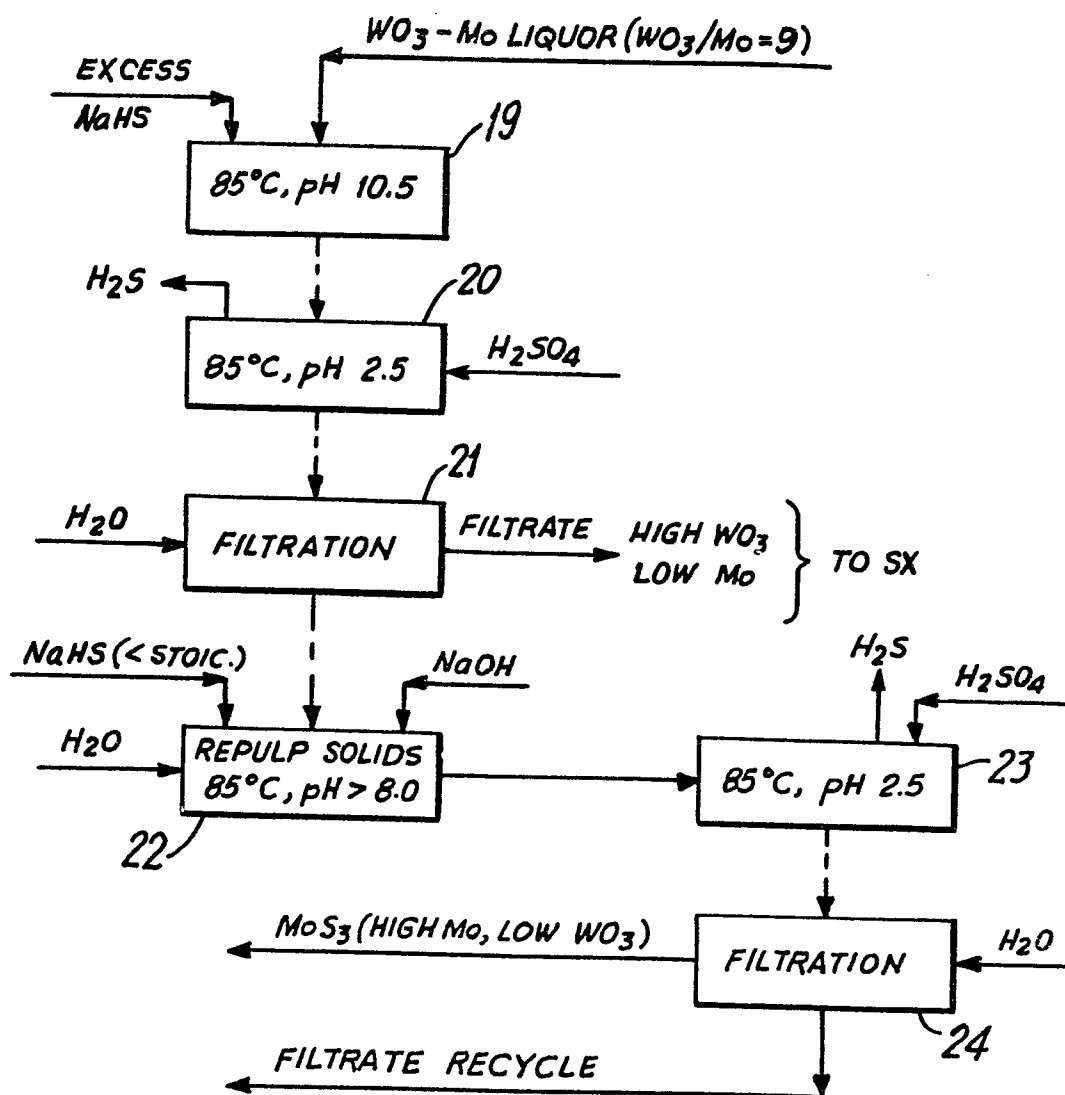 WO3-Mo LIQUOR (WO3/Mo=9)
EXCESS
NaHS
19
85°C, pH 10.5
H2S
20
85°C, pH 2.5
H2SO4
21
H2O
FILTRATION
FILTRATE
HIGH WO3
LOW Mo
TO SX
NaHS (< STOIC.)
NaOH
H2S
H2SO4
H2O
REPULP SOLIDS
85°C, pH > 8.0
22
85°C, pH 2.5
23
MoS3 (HIGH Mo, LOW WO3)
FILTRATION
H2O
24
FILTRATE RECYCLE